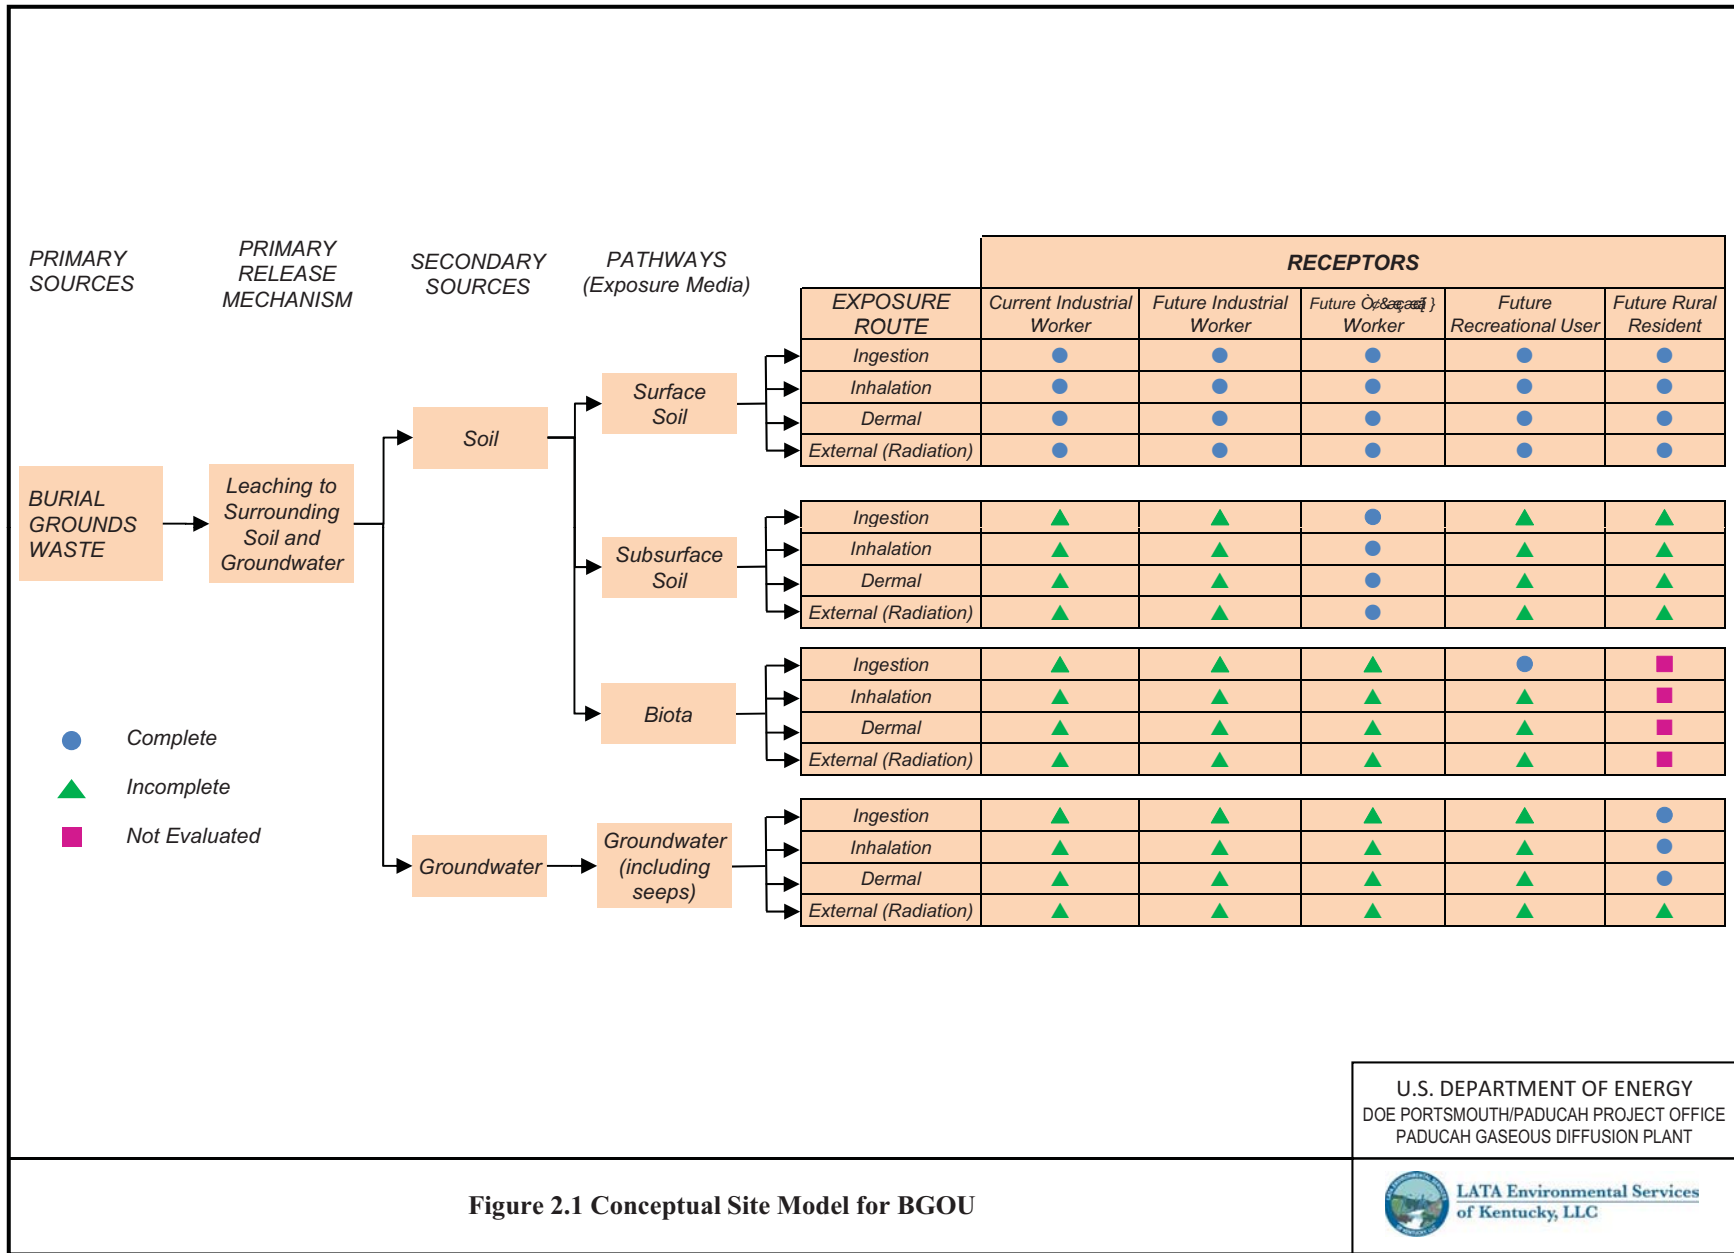 PRIMARY
SOURCES
PRIMARY
RELEASE
MECHANISM
SECONDARY
SOURCES
PATHWAYS
(Exposure Media)
RECEPTORS
EXPOSURE
ROUTE
Current Industrial
Worker
Future Industrial
Worker
Future
Worker
Future
Recreational User
Future Rural
Resident
Ingestion
Inhalation
Dermal
External (Radiation)
Surface
Soil
Soil
BURIAL
GROUNDS
WASTE
Leaching to
Surrounding
Soil and
Groundwater
Ingestion
Inhalation
Dermal
External (Radiation)
Subsurface
Soil
Ingestion
Inhalation
Dermal
External (Radiation)
Biota
Complete
Incomplete
Not Evaluated
Groundwater
Groundwater
(including
seeps)
Ingestion
Inhalation
Dermal
External (Radiation)
U.S. DEPARTMENT OF ENERGY
DOE PORTSMOUTH/PADUCAH PROJECT OFFICE
PADUCAH GASEOUS DIFFUSION PLANT
Figure 2.1 Conceptual Site Model for BGOU
LATA Environmental Services
of Kentucky, LLC